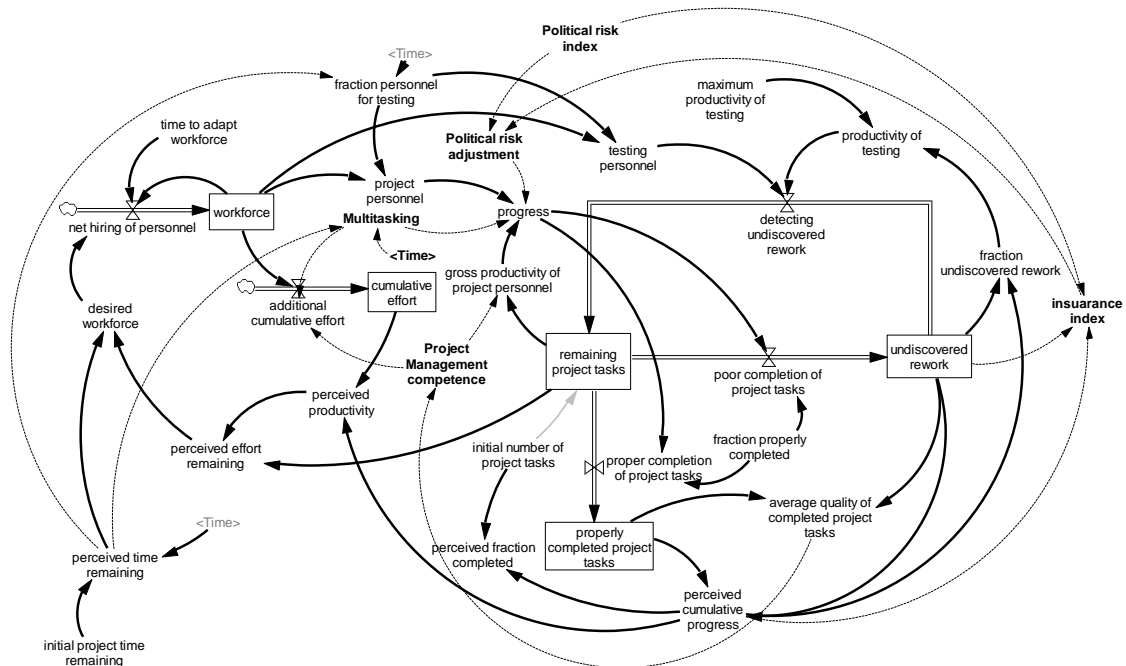 Political risk
index
<Time>
fraction personnel
for testing
maximum
productivity of
testing
time to adapt
workforce
Political risk
adjustment
testing
personnel
productivity of
testing
project
personnel
workforce
progress
net hiring of personnel
Multitasking
detecting
undiscovered
rework
<Time>
fraction
undiscovered rework
gross productivity of
project personnel
cumulative
effort
additional
cumulative effort
desired
workforce
insuarance
index
Project
Management
competence
remaining
project tasks
undiscovered
rework
poor completion of
project tasks
perceived
productivity
perceived effort
remaining
initial number of
project tasks
fraction properly
completed
proper completion
of project tasks
average quality of
completed project
tasks
<Time>
properly
completed project
tasks
perceived fraction
completed
perceived time
remaining
perceived
cumulative
progress
initial project time
remaining